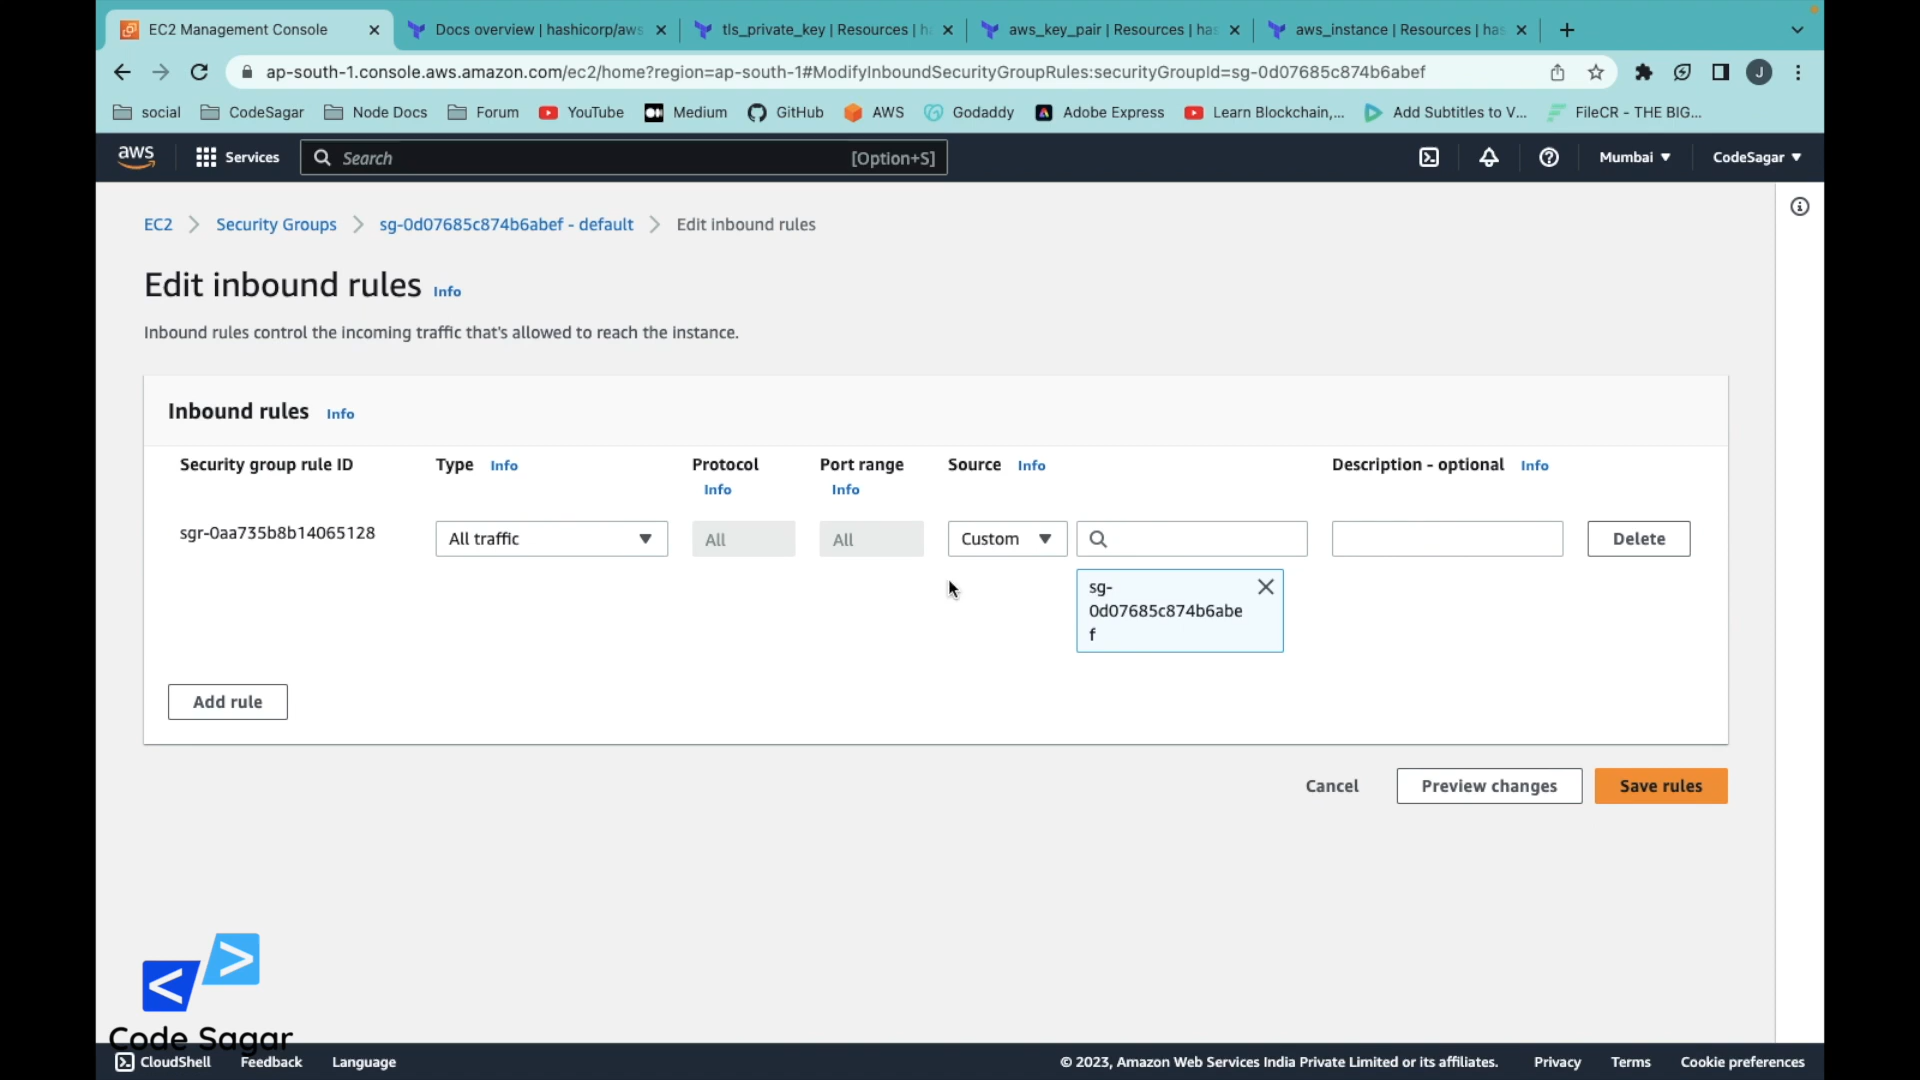 EC2 Management Console
Docs overview | hashicorp/aws
tls_private_key | Resources | h
aws_key_pair | Resources | has
aws_instance | Resources | has
ap-south-1.console.aws.amazon.com/ec2/home?region=ap-south-1#ModifyInboundSecurityGroupRules:securityGroupId=sg-0d07685c874b6abef
J
social
CodeSagar
Node Docs
Forum
YouTube
Medium
GitHub
AWS
Godaddy
Adobe Express
Learn Blockchain,...
Add Subtitles to V...
FileCR - THE BIG...
aws
Services
Search
[Option+S]
Mumbai
CodeSagar
EC2
Security Groups
sg-0d07685c874b6abef - default
Edit inbound rules
Edit inbound rules Info
Inbound rules control the incoming traffic that's allowed to reach the instance.
Inbound rules Info
Security group rule ID
Type Info
Protocol
Info
Port range
Info
Source Info
Description - optional Info
sgr-0aa735b8b14065128
All traffic
All
All
Custom
sg-
0d07685c874b6abe
f
Delete
Add rule
Cancel
Preview changes
Save rules
Code Sagar
CloudShell
Feedback
Language
© 2023, Amazon Web Services India Private Limited or its affiliates.
Privacy
Terms
Cookie preferences